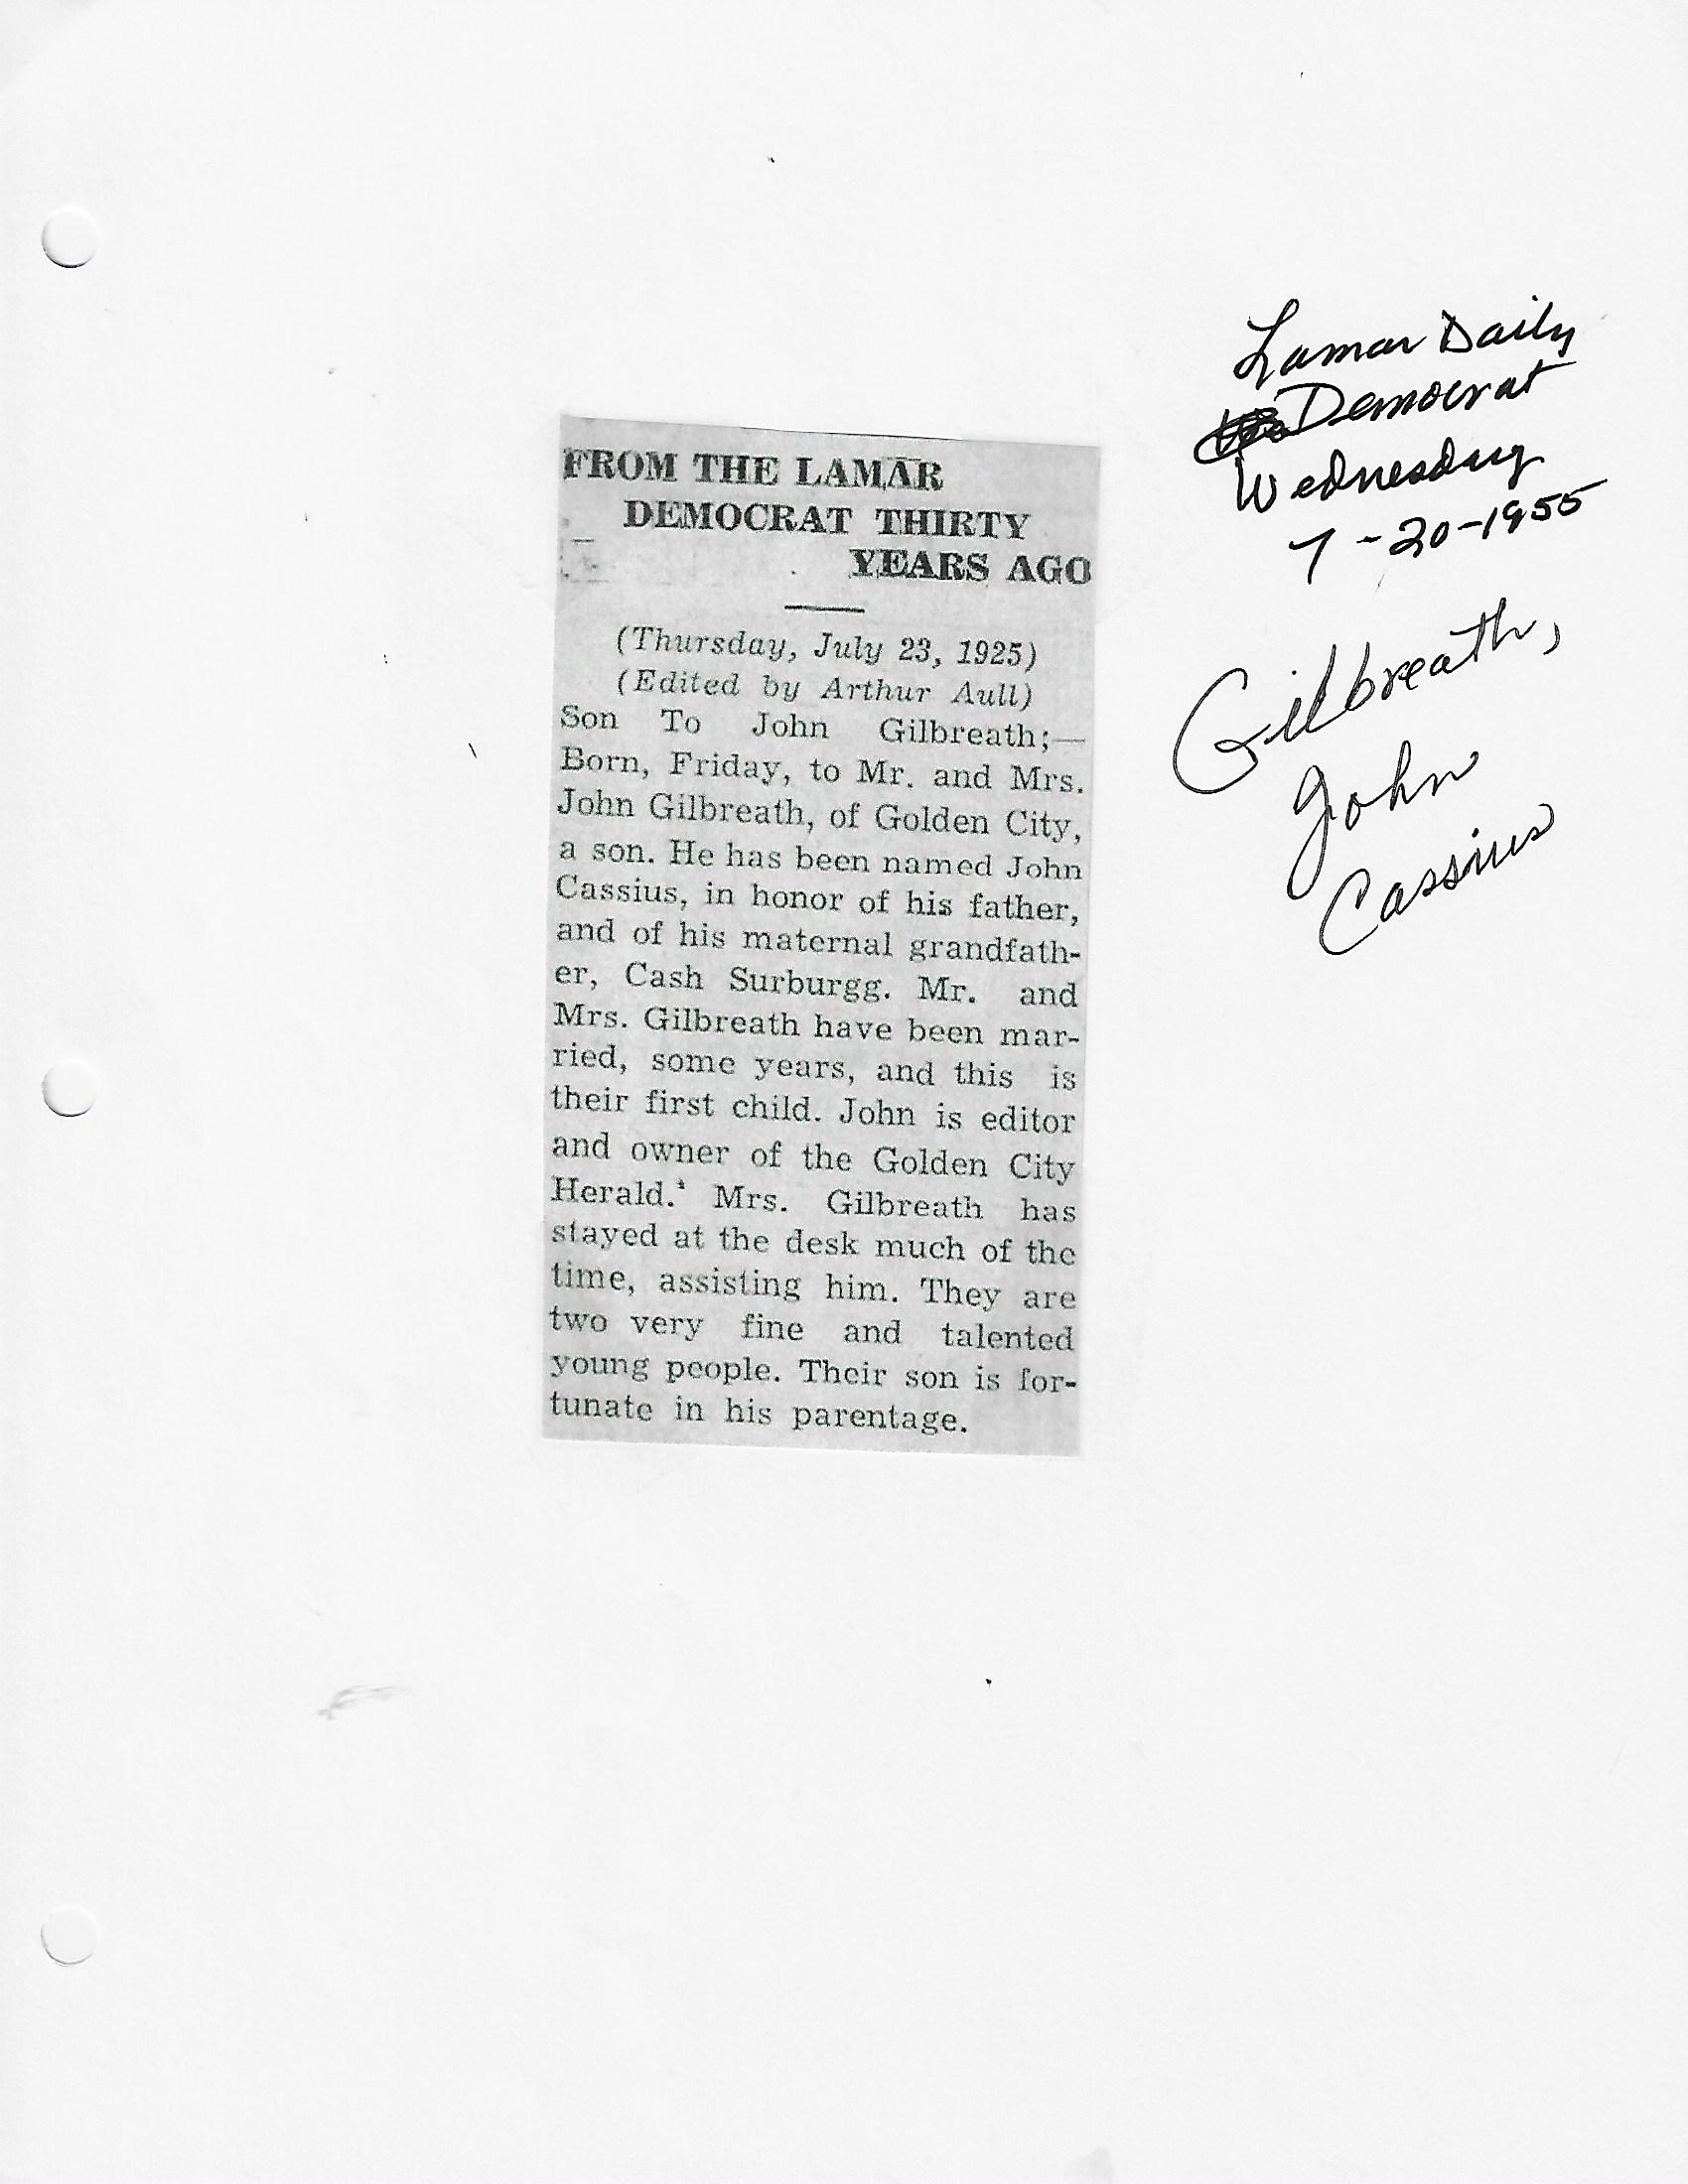 Lamar Daily
Democrat
Wednesday
7-20-1955
Gilbreath,
John
Cassius
FROM THE LAMAR
DEMOCRAT THIRTY
YEARS AGO
(Thursday, July 23, 1925)
(Edited by Arthur Aull)
Son To John Gilbreath;—
Born, Friday, to Mr. and Mrs.
John Gilbreath, of Golden City,
a son. He has been named John
Cassius, in honor of his father,
and of his maternal grandfath-
er, Cash Surburgg. Mr. and
Mrs. Gilbreath have been mar-
ried, some years, and this is
their first child. John is editor
and owner of the Golden City
Herald. Mrs. Gilbreath has
stayed at the desk much of the
time, assisting him. They are
two very fine and talented
young people. Their son is for-
tunate in his parentage.